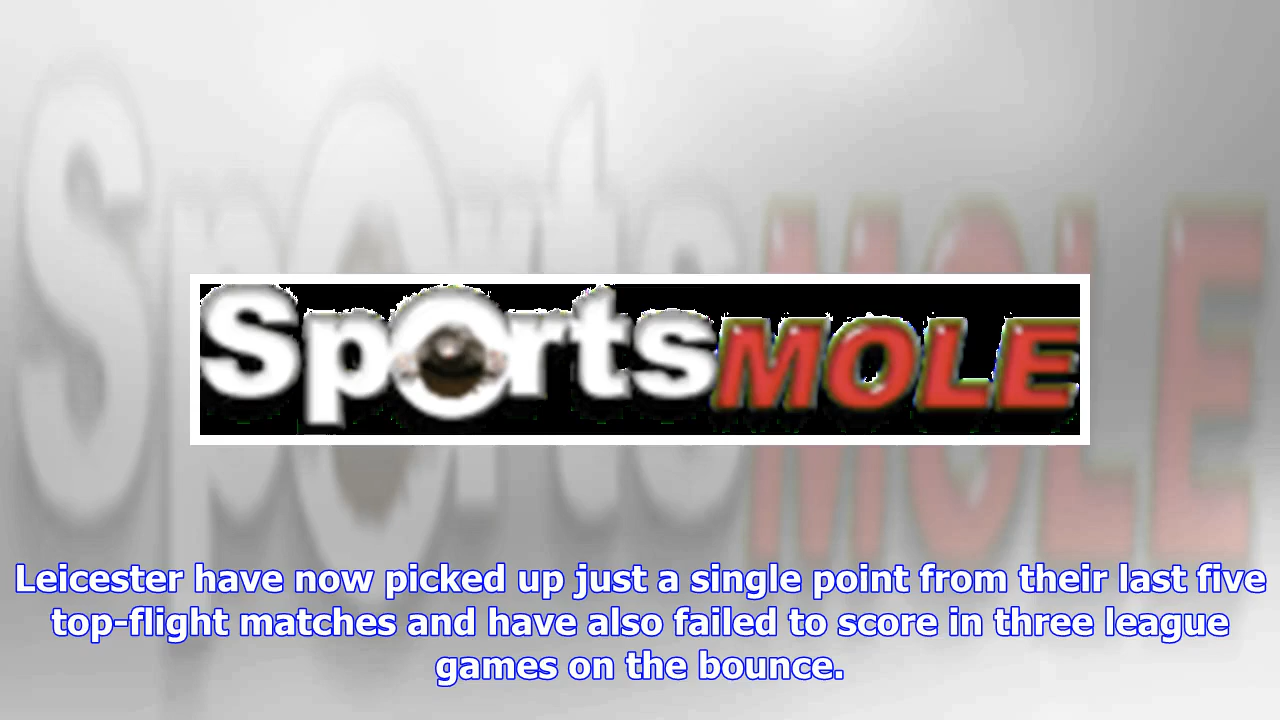 SportsMOLE
Leicester have now picked up just a single point from their last five
top-flight matches and have also failed to score in three league
games on the bounce.